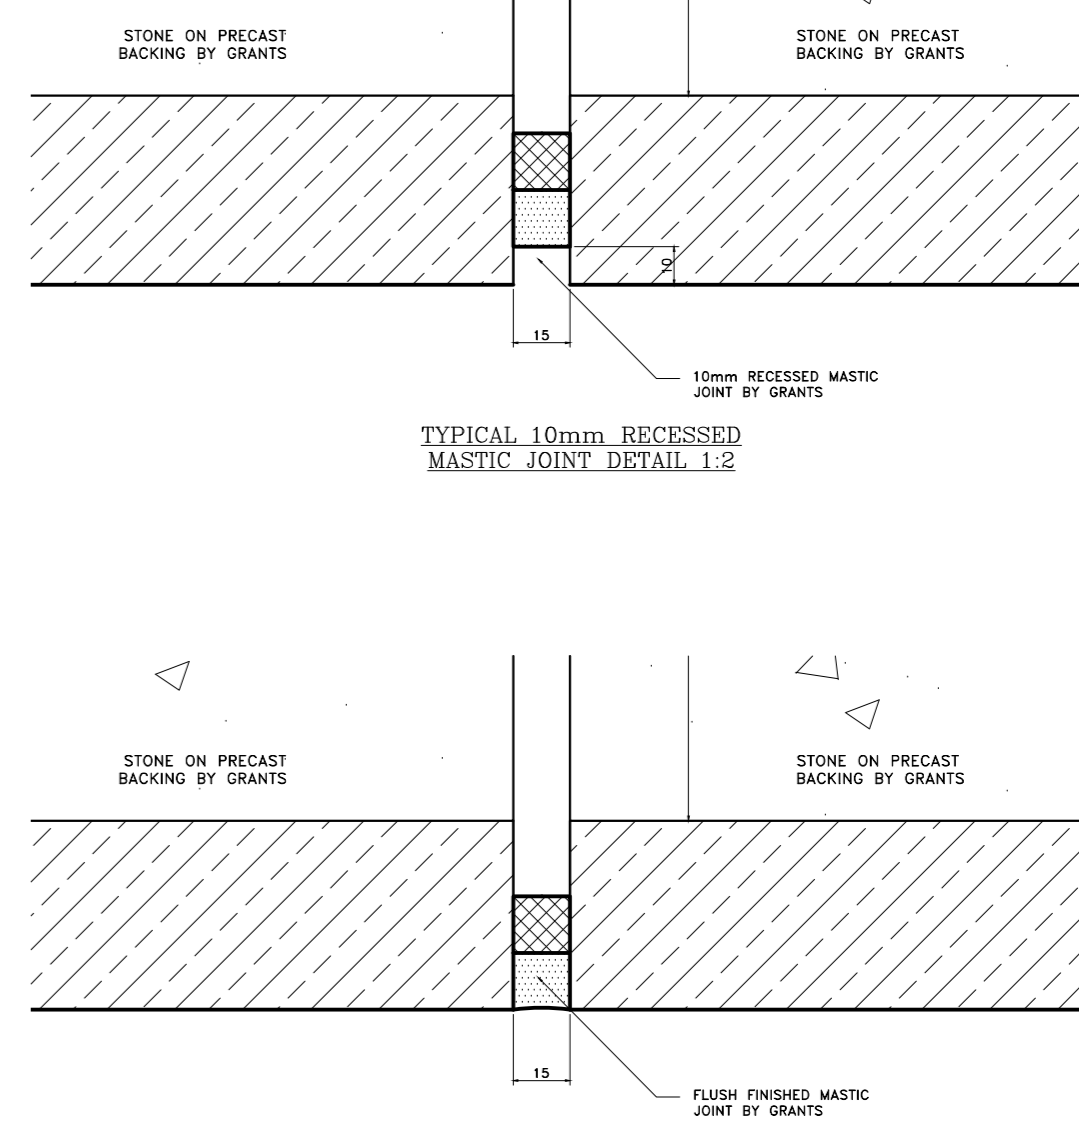 STONE ON PRECAST
BACKING BY GRANTS
STONE ON PRECAST
BACKING BY GRANTS
10
15
10mm RECESSED MASTIC
JOINT BY GRANTS
TYPICAL 10mm RECESSED
MASTIC JOINT DETAIL 1:2
STONE ON PRECAST
BACKING BY GRANTS
STONE ON PRECAST
BACKING BY GRANTS
15
FLUSH FINISHED MASTIC
JOINT BY GRANTS